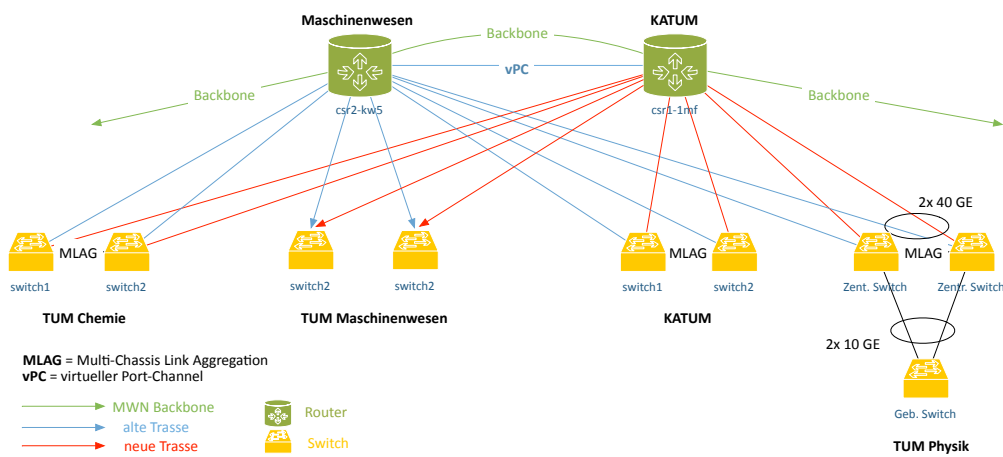 Maschinenwesen
KATUM
Backbone
vPC
Backbone
Backbone
csr2-kw5
csr1-1mf
2x 40 GE
MLAG
MLAG
MLAG
switch1
switch2
switch2
switch2
switch1
switch2
Zent. Switch
Zentr. Switch
TUM Chemie
TUM Maschinenwesen
KATUM
2x 10 GE
MLAG = Multi-Chassis Link Aggregation
vPC = virtueller Port-Channel
MWN Backbone
Router
Geb. Switch
alte Trasse
neue Trasse
Switch
TUM Physik